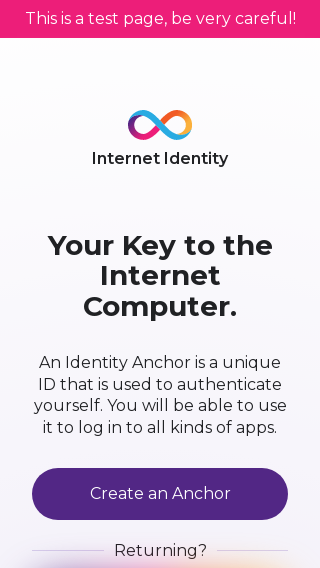 This is a test page, be very careful!
Internet Identity
Your Key to the
Internet
Computer.
An Identity Anchor is a unique
ID that is used to authenticate
yourself. You will be able to use
it to log in to all kinds of apps.
Create an Anchor
Returning?